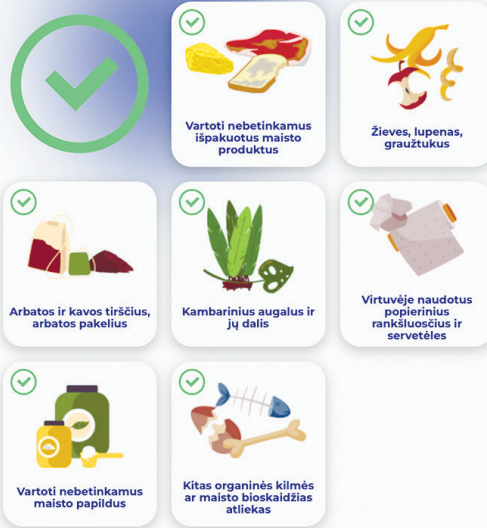 Vartoti nebetinkamus
išpakuotus maisto
produktus
Žieves, lupenas,
graužtukus
Arbatos ir kavos tirščius,
arbatos pakelius
Kambarinius augalus ir
jų dalis
Virtuvėje naudotus
popierinius
rankšluosčius ir
servetėles
Vartoti nebetinkamus
maisto papildus
Kitas organinės kilmės
ar maisto bioskaidžias
atliekas